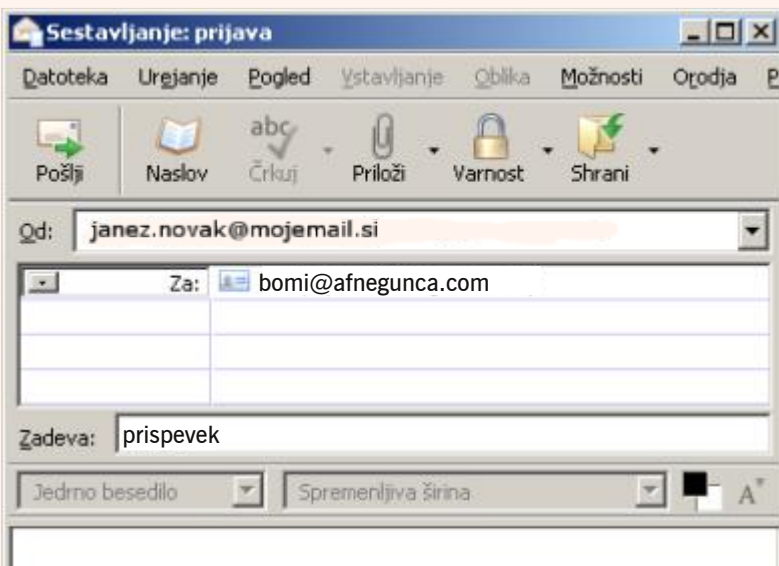 Sestavljanje: prijava
Datoteka Urejanje Pogled Vstavljanje Oblika Možnosti Orodja P
abc
Pošlji Naslov Črkuj Priloži Varnost Shrani
Od: janez.novak@mojemail.si
Za: bomi@afnegunca.com
Zadeva: prispevek
Jedrno besedilo Spremenljiva širina A